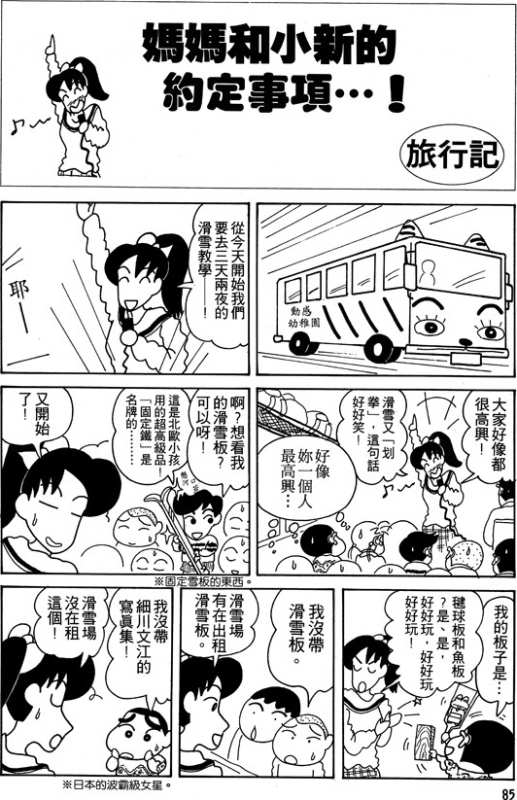 媽媽和小新的
約定事項…！
旅行記
動感
幼稚園
從今天開始我們
要去三天兩夜的
滑雪教學——！
耶——
大家好像都
很高興！
滑雪又「划
拳」，這句話
好好笑！
好像
妳一個人
最高興…
啊？想看我
的滑雪板？
可以呀！
這是北歐小孩
用的超高級品！
「固定鐵」是
名牌的………
又開始
了！
※固定雪板的東西。
我的板子是…
毽球板和魚板
？是、是，
好好玩，好好玩
好好玩！
我沒帶
滑雪板。
滑雪場
有在出租
滑雪板。
我沒帶
細川文江的
寫真集！
滑雪場
沒在租
這個！
※日本的波霸級女星。
85